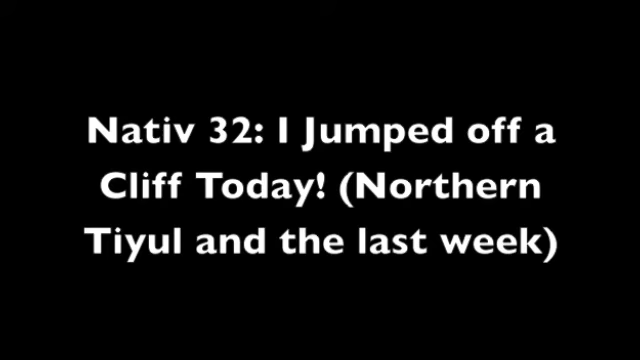 Nativ 32: I Jumped off a
Cliff Today! (Northern
Tiyul and the last week)